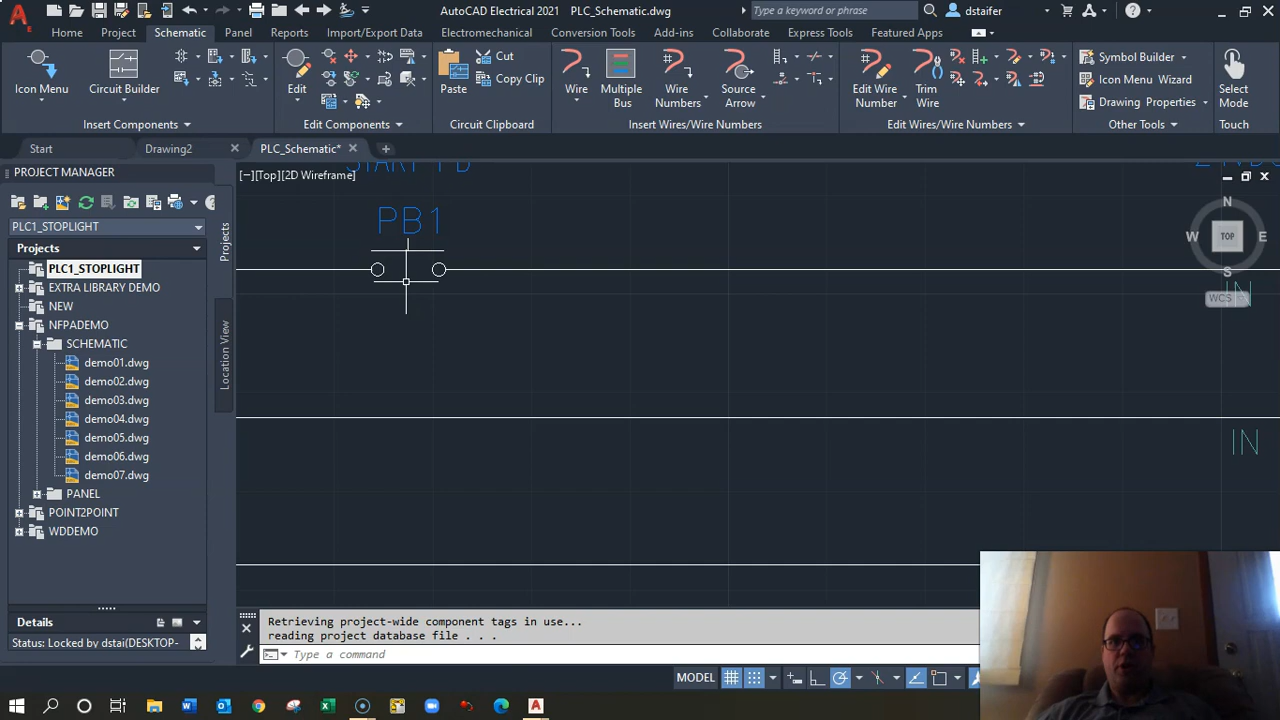 AutoCAD Electrical 2021 PLC_Schematic.dwg
Type a keyword or phrase
dstaifer
Home Project Schematic Panel Reports Import/Export Data Electromechanical Conversion Tools Add-ins Collaborate Express Tools Featured Apps
Icon Menu
Circuit Builder
Insert Components
Edit
Edit Components
Paste
Cut
Copy Clip
Circuit Clipboard
Wire
Multiple Bus
Wire Numbers
Source Arrow
Insert Wires/Wire Numbers
Edit Wire Number
Trim Wire
Edit Wires/Wire Numbers
Symbol Builder
Icon Menu Wizard
Drawing Properties
Other Tools
Select Mode
Touch
Start
Drawing2
PLC_Schematic*
PROJECT MANAGER
PLC1_STOPLIGHT
Projects
PLC1_STOPLIGHT
EXTRA LIBRARY DEMO
NEW
NFPADEMO
SCHEMATIC
demo01.dwg
demo02.dwg
demo03.dwg
demo04.dwg
demo05.dwg
demo06.dwg
demo07.dwg
PANEL
POINT2POINT
WDDEMO
Details
Status: Locked by dstai(DESKTOP-
Projects
Location View
[−][Top][2D Wireframe]
START PB
PB1
N
W TOP E
S
WCS
IN
IN
Retrieving project-wide component tags in use...
reading project database file . . .
Type a command
MODEL